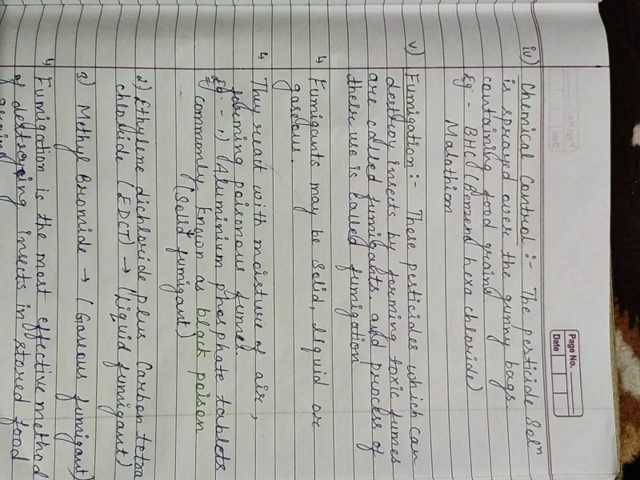 Page No.
Date
iv) Chemical Control :- The pesticide Solⁿ
is sprayed over the gunny bags
containing food grains
Eg - BHC (Benzend hexa chloride)
Malathion
v) Fumigation :- Those pesticides which can
destroy insects by forming toxic fumes
are called fumigants. and process of
there use is called fumigation
↳ Fumigants may be solid, liquid or
gaseous.
↳ They react with moisture of air,
forming poisonous fumes.
Eg. - 1) (Aluminium phosphate tablets
commonly known as black poison
(Solid fumigant)
2) Ethylene dichloride plus Carbon tetra
chloride (EDCT) → (Liquid fumigant)
3) Methyl Bromide → (Gaseous fumigant)
↳ Fumigation is the most effective method
of destroying insects in stored food
grains